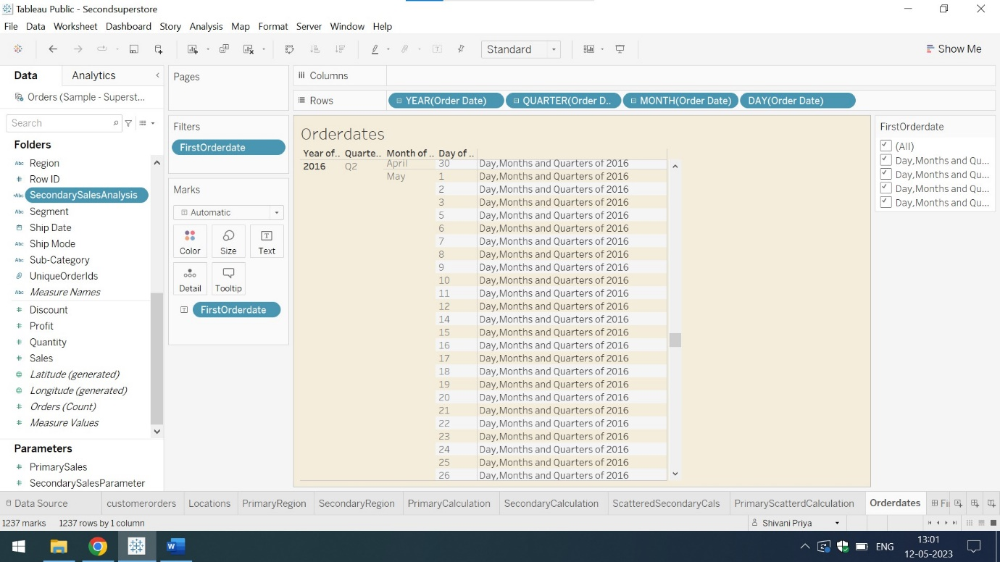 Tableau Public - Secondsuperstore
File Data Worksheet Dashboard Story Analysis Map Format Server Window Help
Standard
Show Me
Data Analytics
Orders (Sample - Superst...
Search
Folders
Abc Region
# Row ID
Abc SecondarySalesAnalysis
Abc Segment
Ship Date
Abc Ship Mode
Abc Sub-Category
UniqueOrderIds
Abc Measure Names
# Discount
# Profit
# Quantity
# Sales
Latitude (generated)
Longitude (generated)
# Orders (Count)
# Measure Values
Parameters
# PrimarySales
# SecondarySalesParameter
Pages
Filters
FirstOrderdate
Marks
Automatic
Color Size Text
Detail Tooltip
FirstOrderdate
Columns
Rows YEAR(Order Date) QUARTER(Order D.. MONTH(Order Date) DAY(Order Date)
Orderdates
Year of.. Quarte.. Month of .. Day of ..
2016 Q2 April 30 Day,Months and Quarters of 2016
May 1 Day,Months and Quarters of 2016
2 Day,Months and Quarters of 2016
3 Day,Months and Quarters of 2016
5 Day,Months and Quarters of 2016
6 Day,Months and Quarters of 2016
7 Day,Months and Quarters of 2016
8 Day,Months and Quarters of 2016
9 Day,Months and Quarters of 2016
10 Day,Months and Quarters of 2016
11 Day,Months and Quarters of 2016
12 Day,Months and Quarters of 2016
14 Day,Months and Quarters of 2016
15 Day,Months and Quarters of 2016
16 Day,Months and Quarters of 2016
17 Day,Months and Quarters of 2016
18 Day,Months and Quarters of 2016
19 Day,Months and Quarters of 2016
20 Day,Months and Quarters of 2016
21 Day,Months and Quarters of 2016
22 Day,Months and Quarters of 2016
23 Day,Months and Quarters of 2016
24 Day,Months and Quarters of 2016
25 Day,Months and Quarters of 2016
26 Day,Months and Quarters of 2016
FirstOrderdate
(All)
Day,Months and Qu...
Day,Months and Qu...
Day,Months and Qu...
Day,Months and Qu...
Data Source customerorders Locations PrimaryRegion SecondaryRegion PrimaryCalculation SecondaryCalculation ScatteredSecondaryCals PrimaryScatterdCalculation Orderdates Fi
1237 marks 1237 rows by 1 column
Shivani Priya
ENG
13:01
12-05-2023